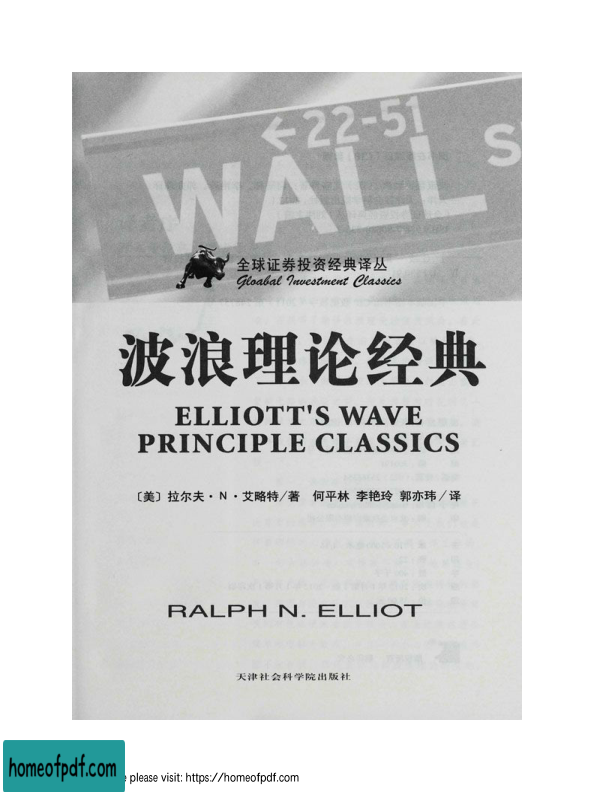 ←22-51
WALL S
全球证券投资经典译丛
Gloabal Investment Classics
波浪理论经典
ELLIOTT'S WAVE
PRINCIPLE CLASSICS
〔美〕拉尔夫·N·艾略特/著 何平林 李艳玲 郭亦玮/译
RALPH N. ELLIOT
天津社会科学院出版社
homeofpdf.com
please visit: https://homeofpdf.com